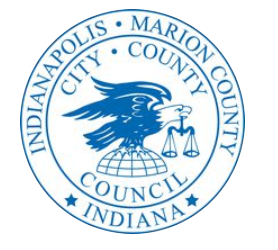 INDIANAPOLIS • MARION COUNTY
CITY • COUNTY
COUNCIL
★ INDIANA ★